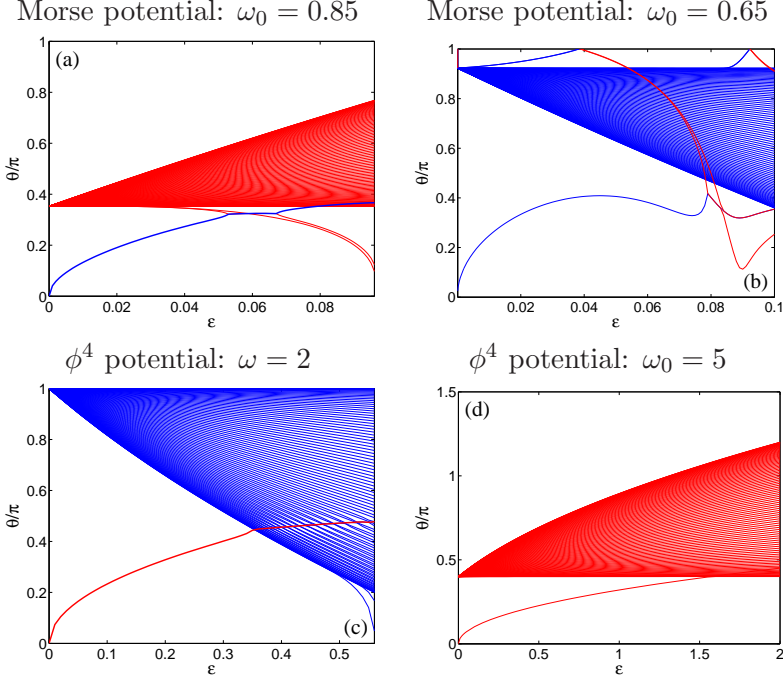 Morse potential: ω₀ = 0.85
Morse potential: ω₀ = 0.65
(a)
θ/π
1
0.8
0.6
0.4
0.2
0
0 0.02 0.04 0.06 0.08
ε
(b)
θ/π
1
0.8
0.6
0.4
0.2
0
0.02 0.04 0.06 0.08 0.1
ε
ϕ⁴ potential: ω = 2
ϕ⁴ potential: ω₀ = 5
(c)
θ/π
1
0.8
0.6
0.4
0.2
0
0 0.1 0.2 0.3 0.4 0.5
ε
(d)
θ/π
1.5
1
0.5
0
0 0.5 1 1.5 2
ε